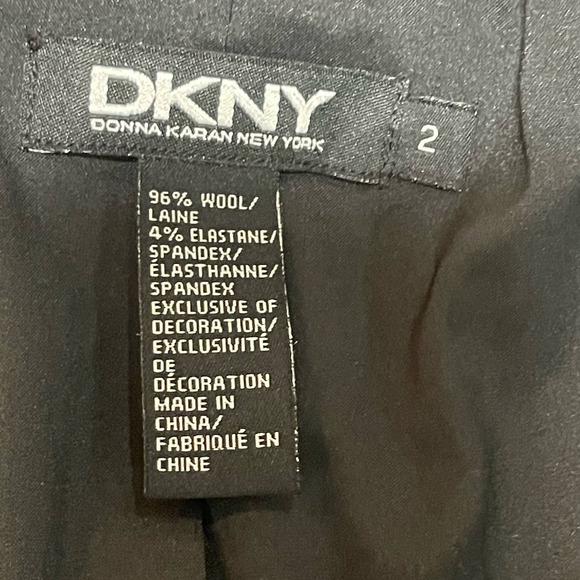 DKNY
DONNA KARAN NEW YORK
2
96% WOOL/
LAINE
4% ELASTANE/
SPANDEX/
ÉLASTHANNE/
SPANDEX
EXCLUSIVE OF
DECORATION/
EXCLUSIVITÉ
DE
DÉCORATION
MADE IN
CHINA/
FABRIQUÉ EN
CHINE